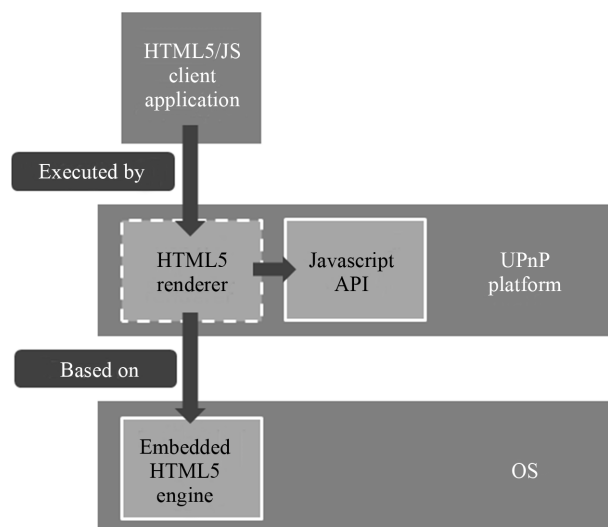 HTML5/JS
client
application
Executed by
HTML5
renderer
Javascript
API
UPnP
platform
Based on
Embedded
HTML5
engine
OS